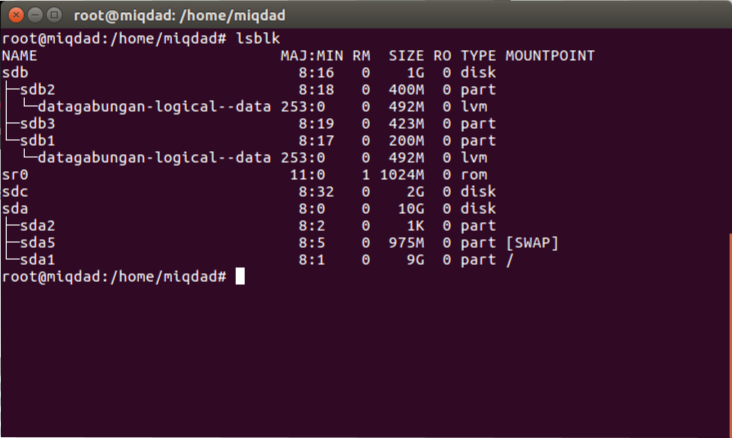 root@miqdad: /home/miqdad
root@miqdad:/home/miqdad# lsblk
NAME                           MAJ:MIN RM  SIZE RO TYPE MOUNTPOINT
sdb                              8:16   0    1G  0 disk
├─sdb2                           8:18   0  400M  0 part
│ └─datagabungan-logical--data 253:0    0  492M  0 lvm
├─sdb3                           8:19   0  423M  0 part
└─sdb1                           8:17   0  200M  0 part
  └─datagabungan-logical--data 253:0    0  492M  0 lvm
sr0                             11:0    1 1024M  0 rom
sdc                              8:32   0    2G  0 disk
sda                              8:0    0   10G  0 disk
├─sda2                           8:2    0    1K  0 part
├─sda5                           8:5    0  975M  0 part [SWAP]
└─sda1                           8:1    0    9G  0 part /
root@miqdad:/home/miqdad#